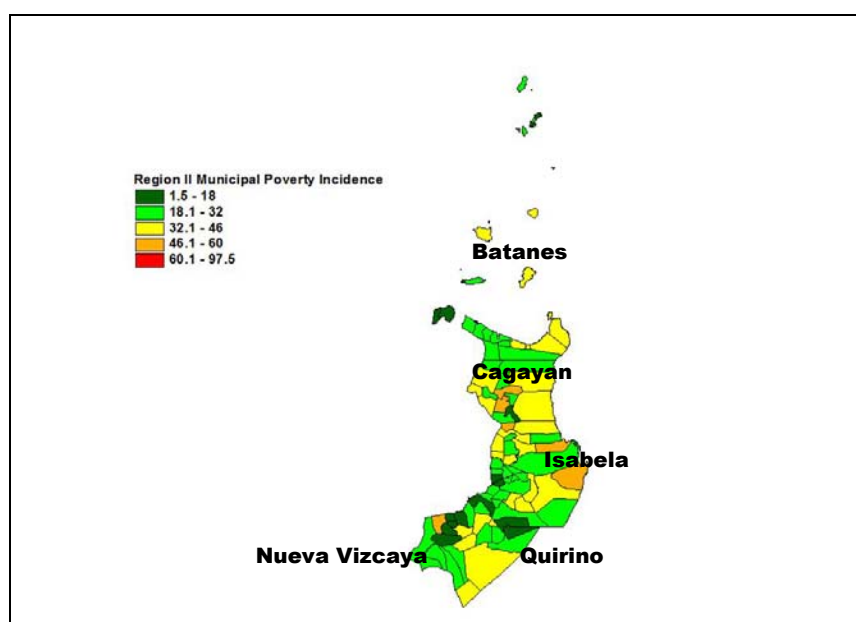 Region II Municipal Poverty Incidence
1.5 - 18
18.1 - 32
32.1 - 46
46.1 - 60
60.1 - 97.5
Batanes
Cagayan
Isabela
Nueva Vizcaya
Quirino